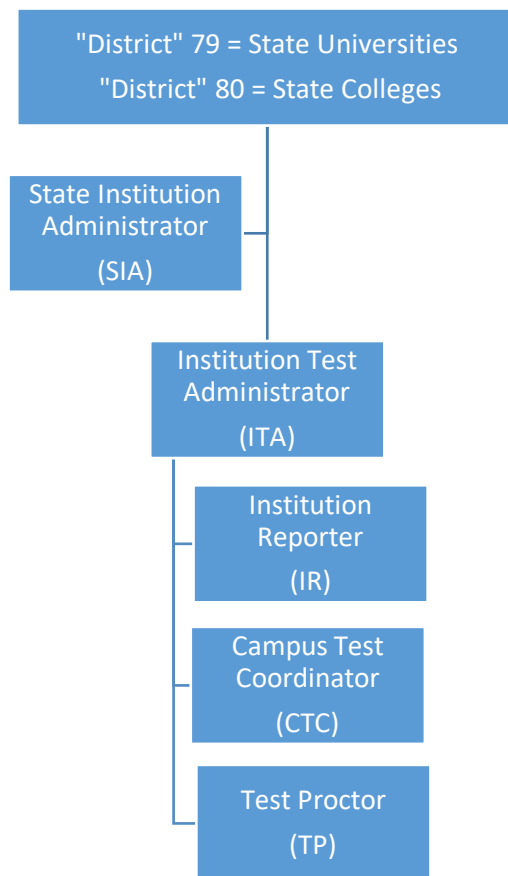 "District" 79 = State Universities
"District" 80 = State Colleges
State Institution
Administrator
(SIA)
Institution Test
Administrator
(ITA)
Institution
Reporter
(IR)
Campus Test
Coordinator
(CTC)
Test Proctor
(TP)